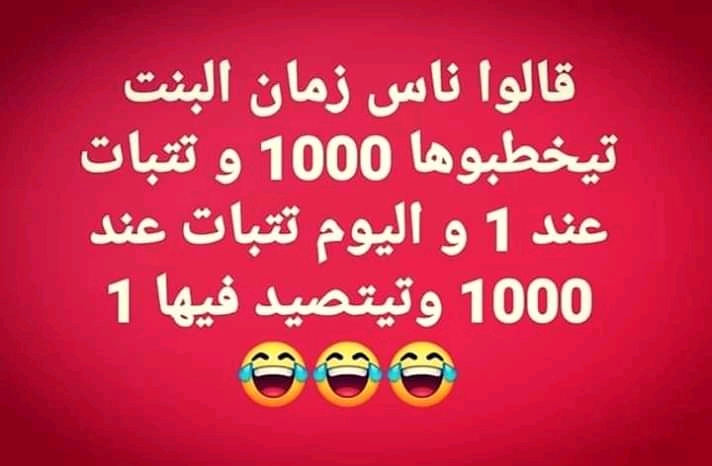 قالوا ناس زمان البنت
تيخطبوها 1000 و تتبات
عند 1 و اليوم تتبات عند
1000 وتيتصيد فيها 1
😂😂😂